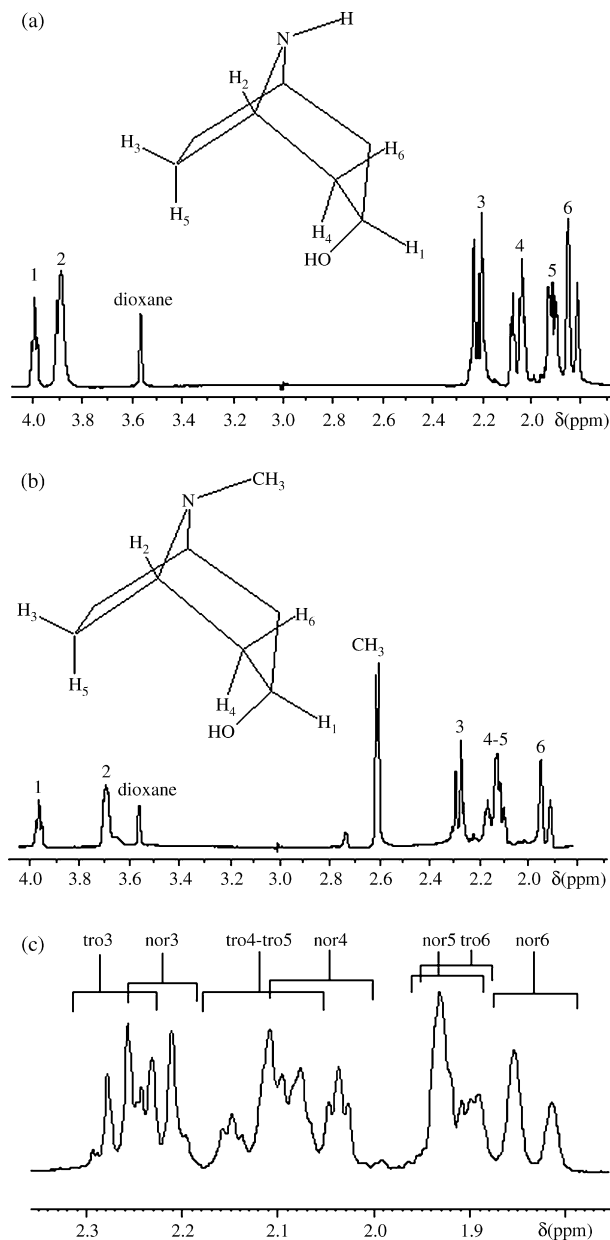 (a)
N
H
H2
H3
H6
H5
H4
HO
H1
1
2
dioxane
3
4
5
6
4.0 3.8 3.6 3.4 3.2 3.0 2.8 2.6 2.4 2.2 2.0 δ(ppm)
(b)
N
CH3
H2
H3
H6
H5
H4
HO
H1
CH3
1
2
dioxane
3
4-5
6
4.0 3.8 3.6 3.4 3.2 3.0 2.8 2.6 2.4 2.2 2.0 δ(ppm)
(c)
tro3 nor3 tro4-tro5 nor4 nor5 tro6 nor6
2.3 2.2 2.1 2.0 1.9 δ(ppm)